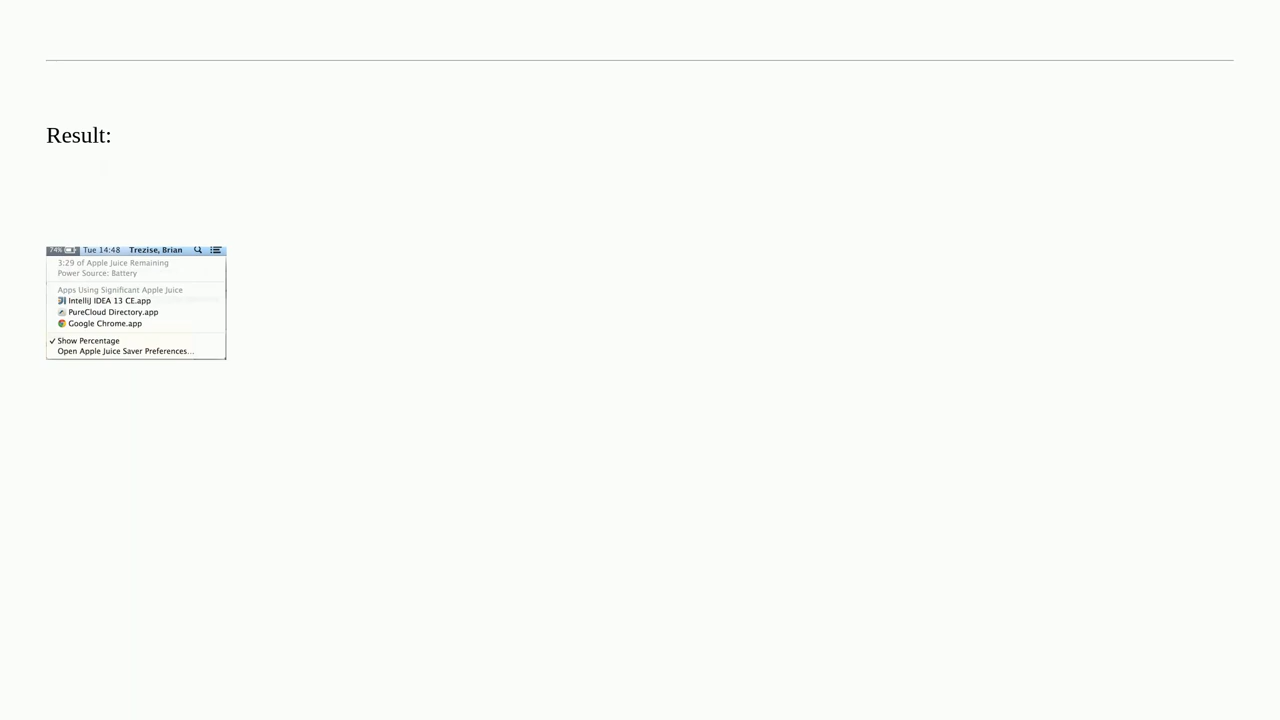 Result:
74% Tue 14:48 Trezise, Brian
3:29 of Apple Juice Remaining
Power Source: Battery
Apps Using Significant Apple Juice
IntelliJ IDEA 13 CE.app
PureCloud Directory.app
Google Chrome.app
✓ Show Percentage
Open Apple Juice Saver Preferences...